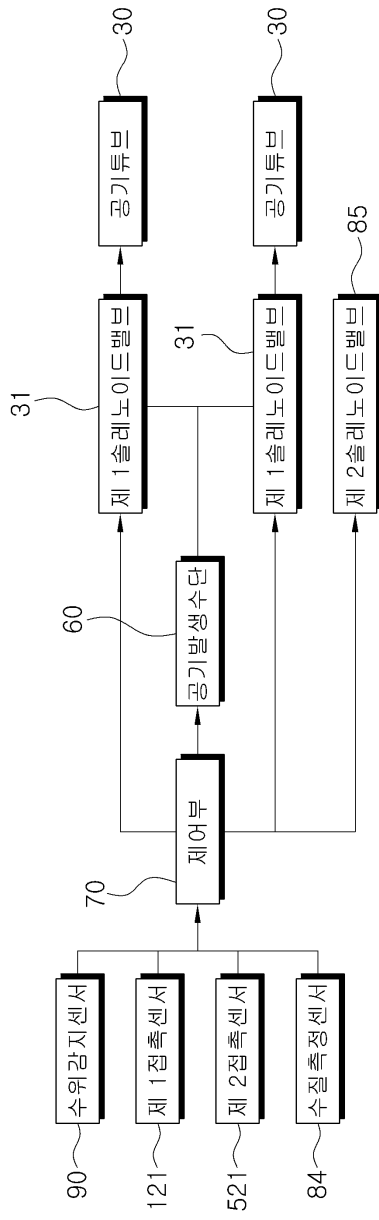 수위감지센서
90
제 1접촉센서
121
제 2접촉센서
521
수질측정센서
84
제어부
70
공기발생수단
60
제 1솔레노이드밸브
31
제 1솔레노이드밸브
31
제 2솔레노이드밸브
85
공기튜브
30
공기튜브
30